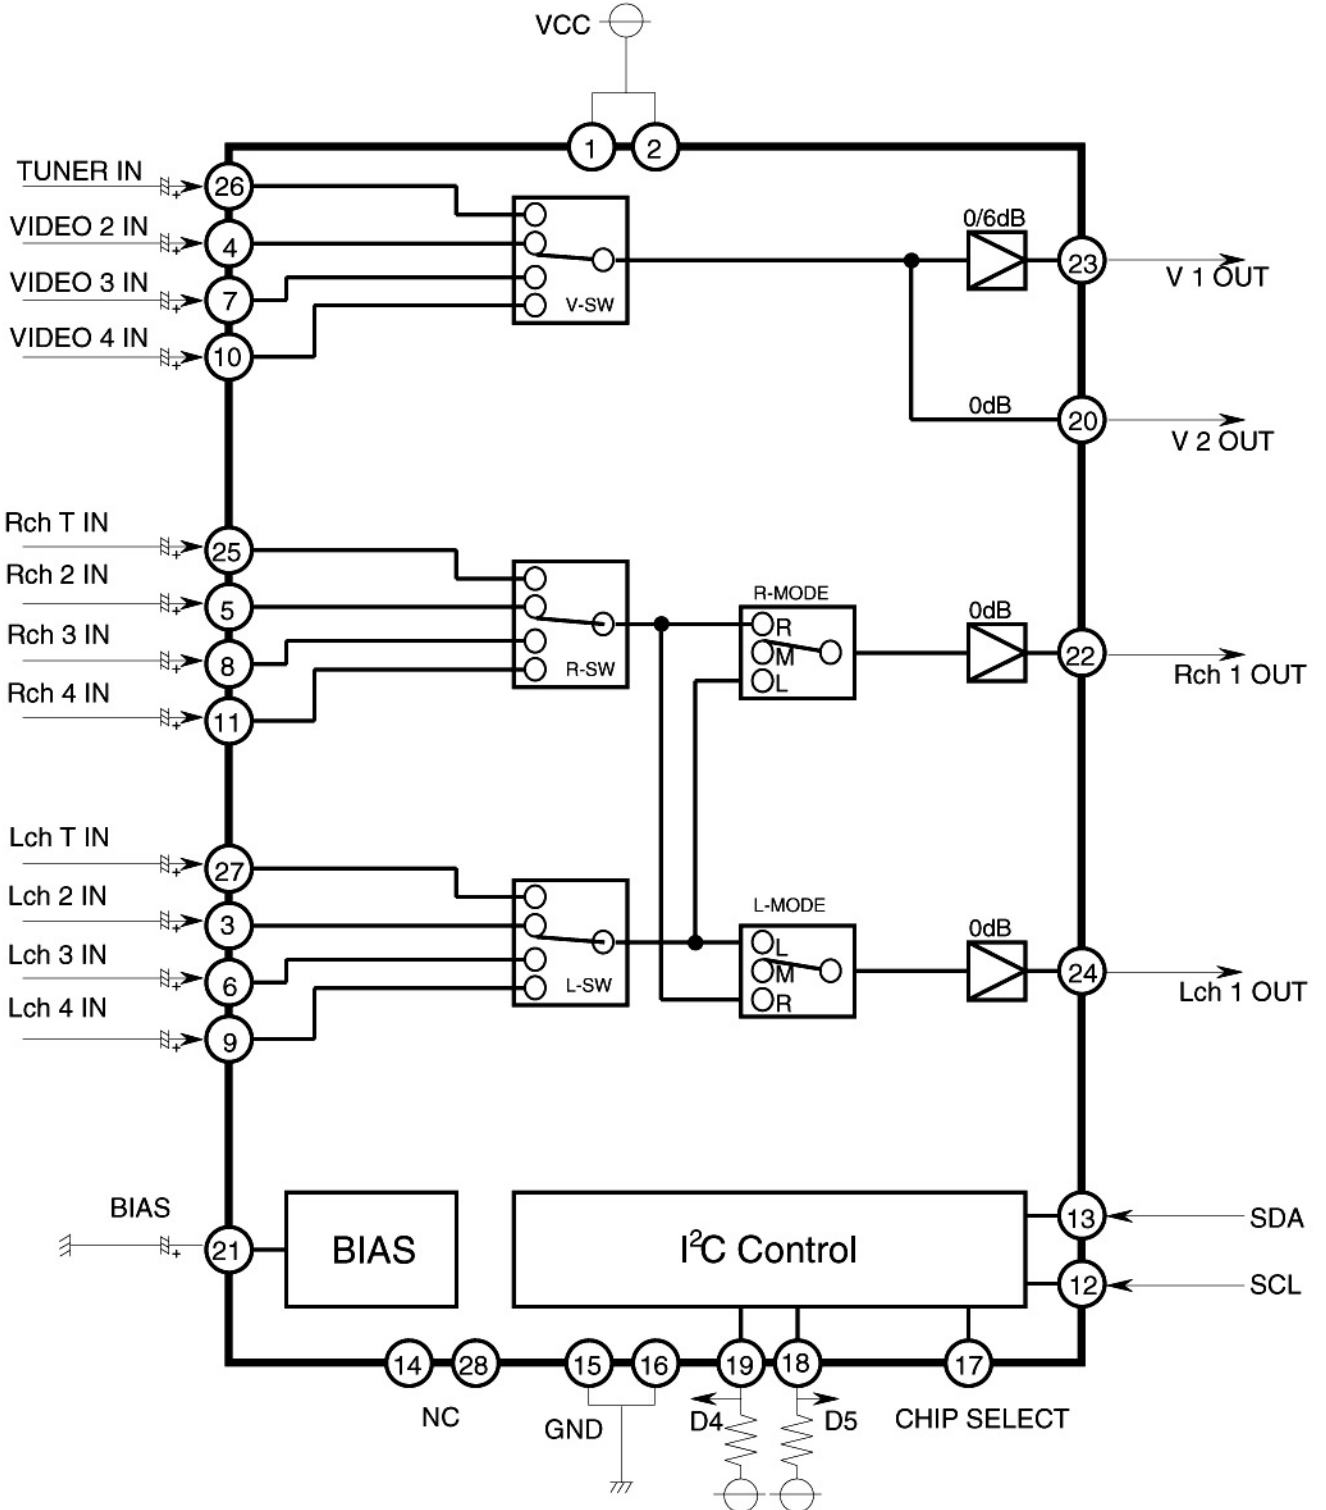 VCC
1 2
TUNER IN
26
VIDEO 2 IN
4
VIDEO 3 IN
7
VIDEO 4 IN
10
V-SW
0/6dB
23
V 1 OUT
0dB
20
V 2 OUT
Rch T IN
25
Rch 2 IN
5
Rch 3 IN
8
Rch 4 IN
11
R-SW
R-MODE
R
M
L
0dB
22
Rch 1 OUT
Lch T IN
27
Lch 2 IN
3
Lch 3 IN
6
Lch 4 IN
9
L-SW
L-MODE
L
M
R
0dB
24
Lch 1 OUT
BIAS
21
BIAS
I²C Control
13
SDA
12
SCL
14 28 15 16 19 18 17
NC
GND
D4
D5
CHIP SELECT